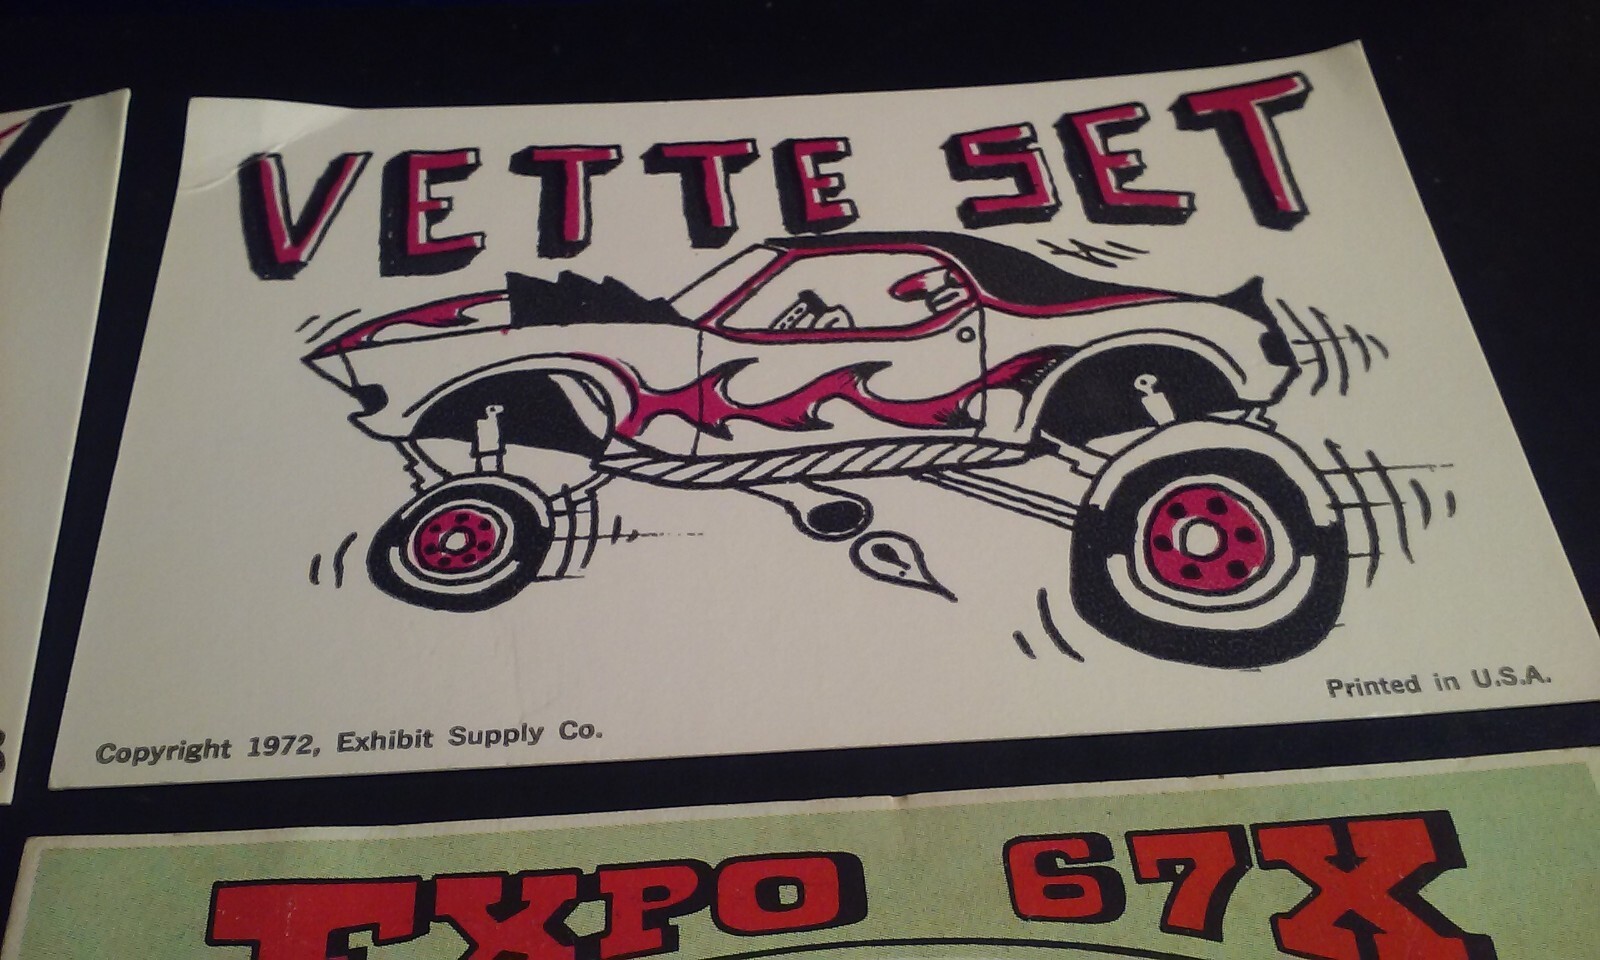 VETTE SET
Copyright 1972, Exhibit Supply Co.
Printed in U.S.A.
EXPO 67X